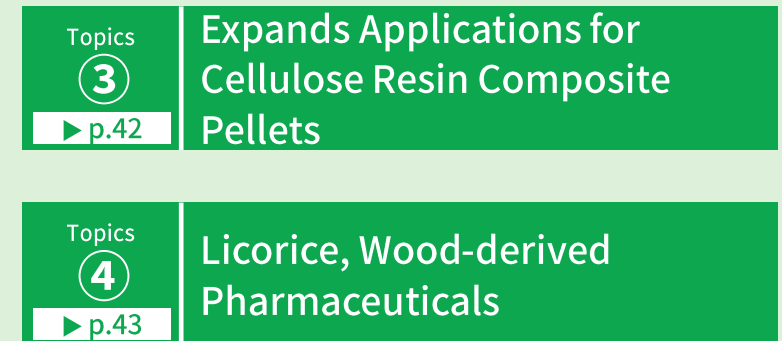 Topics
③
▶ p.42
Expands Applications for
Cellulose Resin Composite
Pellets
Topics
④
▶ p.43
Licorice, Wood-derived
Pharmaceuticals